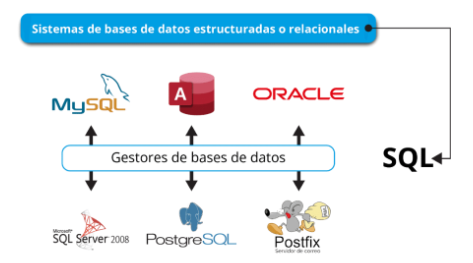 Sistemas de bases de datos estructuradas o relacionales
MySQL
A
ORACLE
Gestores de bases de datos
SQL
Microsoft
SQL Server 2008
PostgreSQL
Postfix
Servidor de correo